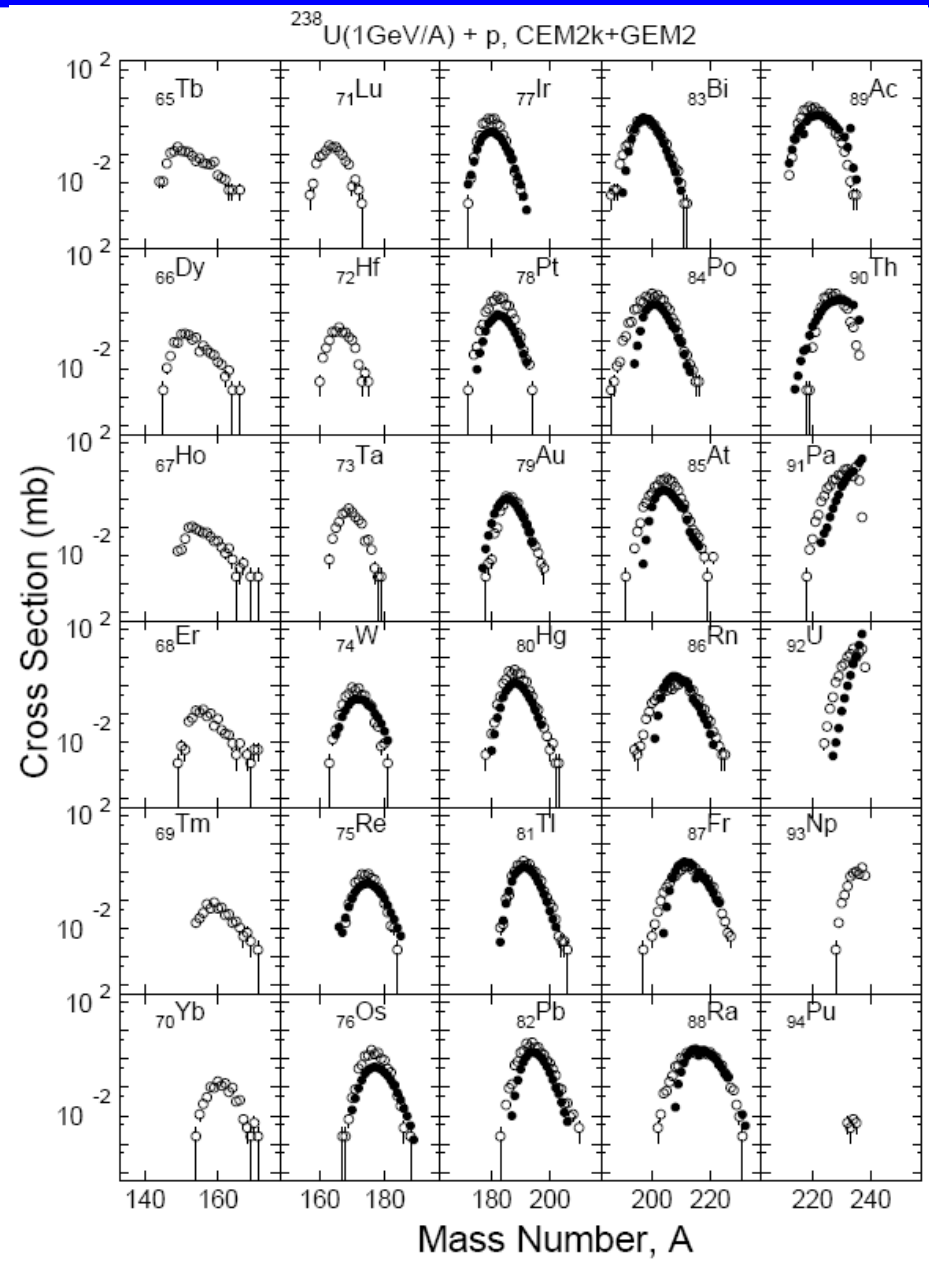 238U(1GeV/A) + p, CEM2k+GEM2
10 2
65Tb 71Lu 77Ir 83Bi 89Ac
10 -2
10 2
66Dy 72Hf 78Pt 84Po 90Th
10 -2
10 2
67Ho 73Ta 79Au 85At 91Pa
10 -2
10 2
68Er 74W 80Hg 86Rn 92U
10 -2
10 2
69Tm 75Re 81Tl 87Fr 93Np
10 -2
10 2
70Yb 76Os 82Pb 88Ra 94Pu
10 -2
140 160 160 180 180 200 200 220 220 240
Mass Number, A
Cross Section (mb)